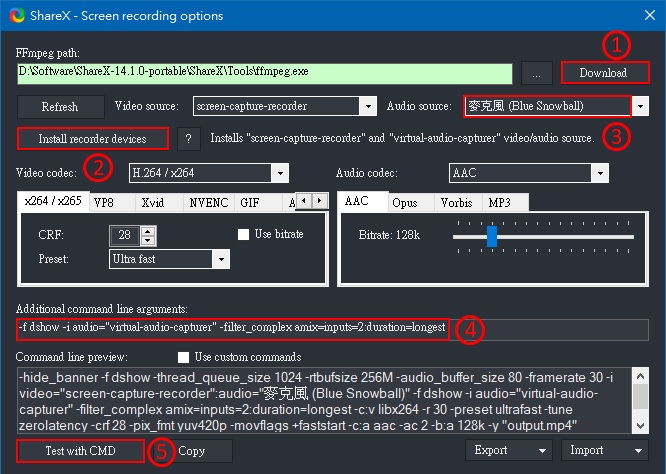 ShareX - Screen recording options
FFmpeg path:
①
D:\Software\ShareX-14.1.0-portable\ShareX\Tools\ffmpeg.exe ... Download
Refresh Video source: screen-capture-recorder Audio source: 麥克風 (Blue Snowball)
③
Install recorder devices ? Installs "screen-capture-recorder" and "virtual-audio-capturer" video/audio source.
②
Video codec: H.264 / x264 Audio codec: AAC
x264 / x265 VP8 Xvid NVENC GIF A AAC Opus Vorbis MP3
CRF: 28 Use bitrate Bitrate: 128k
Preset: Ultra fast
Additional command line arguments:
-f dshow -i audio="virtual-audio-capturer" -filter_complex amix=inputs=2:duration=longest ④
Command line preview: Use custom commands
-hide_banner -f dshow -thread_queue_size 1024 -rtbufsize 256M -audio_buffer_size 80 -framerate 30 -i
video="screen-capture-recorder":audio="麥克風 (Blue Snowball)" -f dshow -i audio="virtual-audio-
capturer" -filter_complex amix=inputs=2:duration=longest -c:v libx264 -r 30 -preset ultrafast -tune
zerolatency -crf 28 -pix_fmt yuv420p -movflags +faststart -c:a aac -ac 2 -b:a 128k -y "output.mp4"
Test with CMD ⑤ Copy Export Import